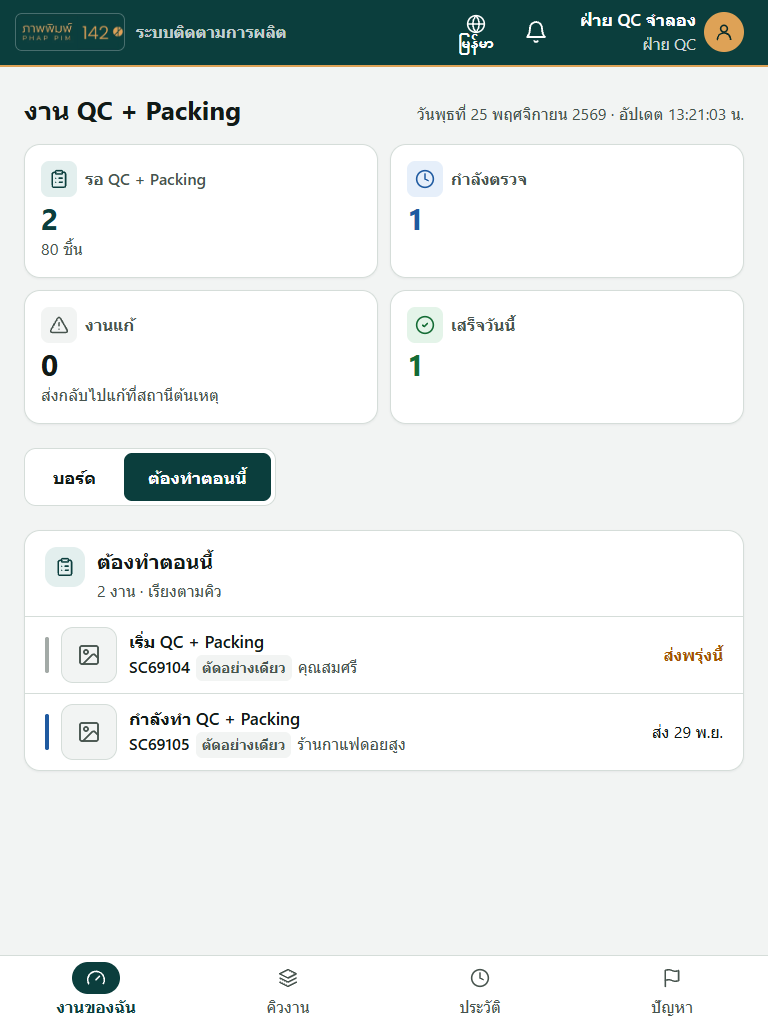 ภาพพิมพ์ 142
PHAP PIM
ระบบติดตามการผลิต
မြန်မာ
ฝ่าย QC จำลอง
ฝ่าย QC
งาน QC + Packing
วันพุธที่ 25 พฤศจิกายน 2569 · อัปเดต 13:21:03 น.
รอ QC + Packing
2
80 ชิ้น
กำลังตรวจ
1
งานแก้
0
ส่งกลับไปแก้ที่สถานีต้นเหตุ
เสร็จวันนี้
1
บอร์ด
ต้องทำตอนนี้
ต้องทำตอนนี้
2 งาน · เรียงตามคิว
เริ่ม QC + Packing
SC69104 ตัดอย่างเดียว คุณสมศรี
ส่งพรุ่งนี้
กำลังทำ QC + Packing
SC69105 ตัดอย่างเดียว ร้านกาแฟดอยสูง
ส่ง 29 พ.ย.
งานของฉัน
คิวงาน
ประวัติ
ปัญหา